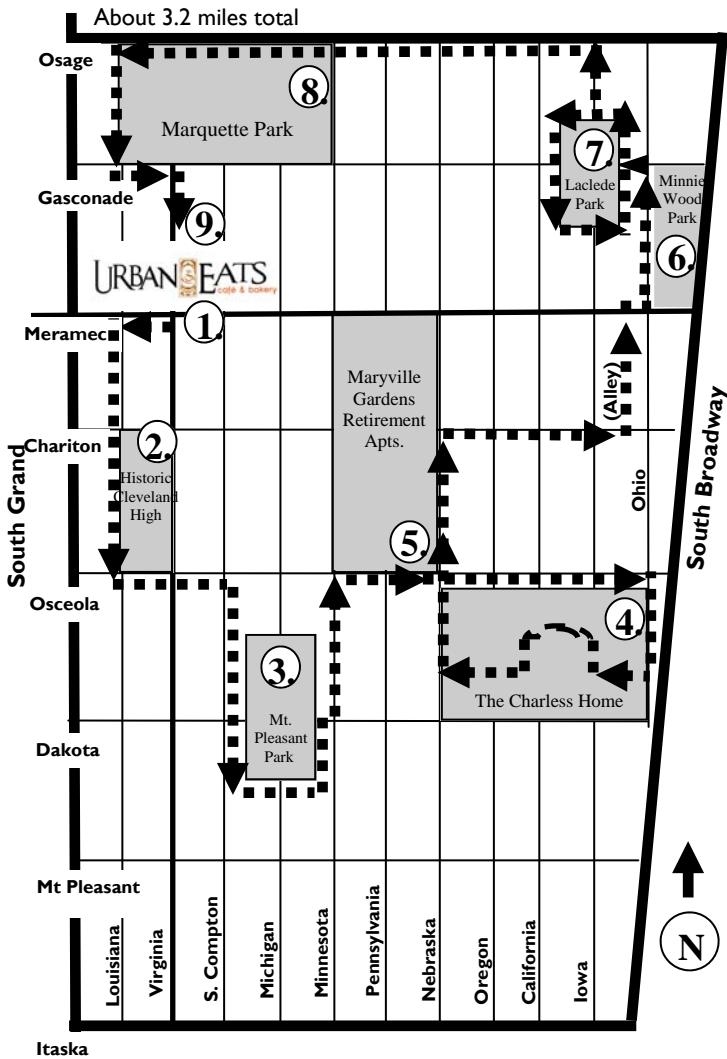 About 3.2 miles total
Osage
8.
Marquette Park
7.
Laclede
Park
Minnie
Wood
Park
6.
Gasconade
9.
URBAN EATS
café & bakery
1.
Meramec
Maryville
Gardens
Retirement
Apts.
(Alley)
Chariton
2.
Historic
Cleveland
High
Ohio
South Grand
South Broadway
5.
Osceola
4.
3.
Mt.
Pleasant
Park
The Charless Home
Dakota
Mt Pleasant
Louisiana
Virginia
S. Compton
Michigan
Minnesota
Pennsylvania
Nebraska
Oregon
California
Iowa
N
Itaska